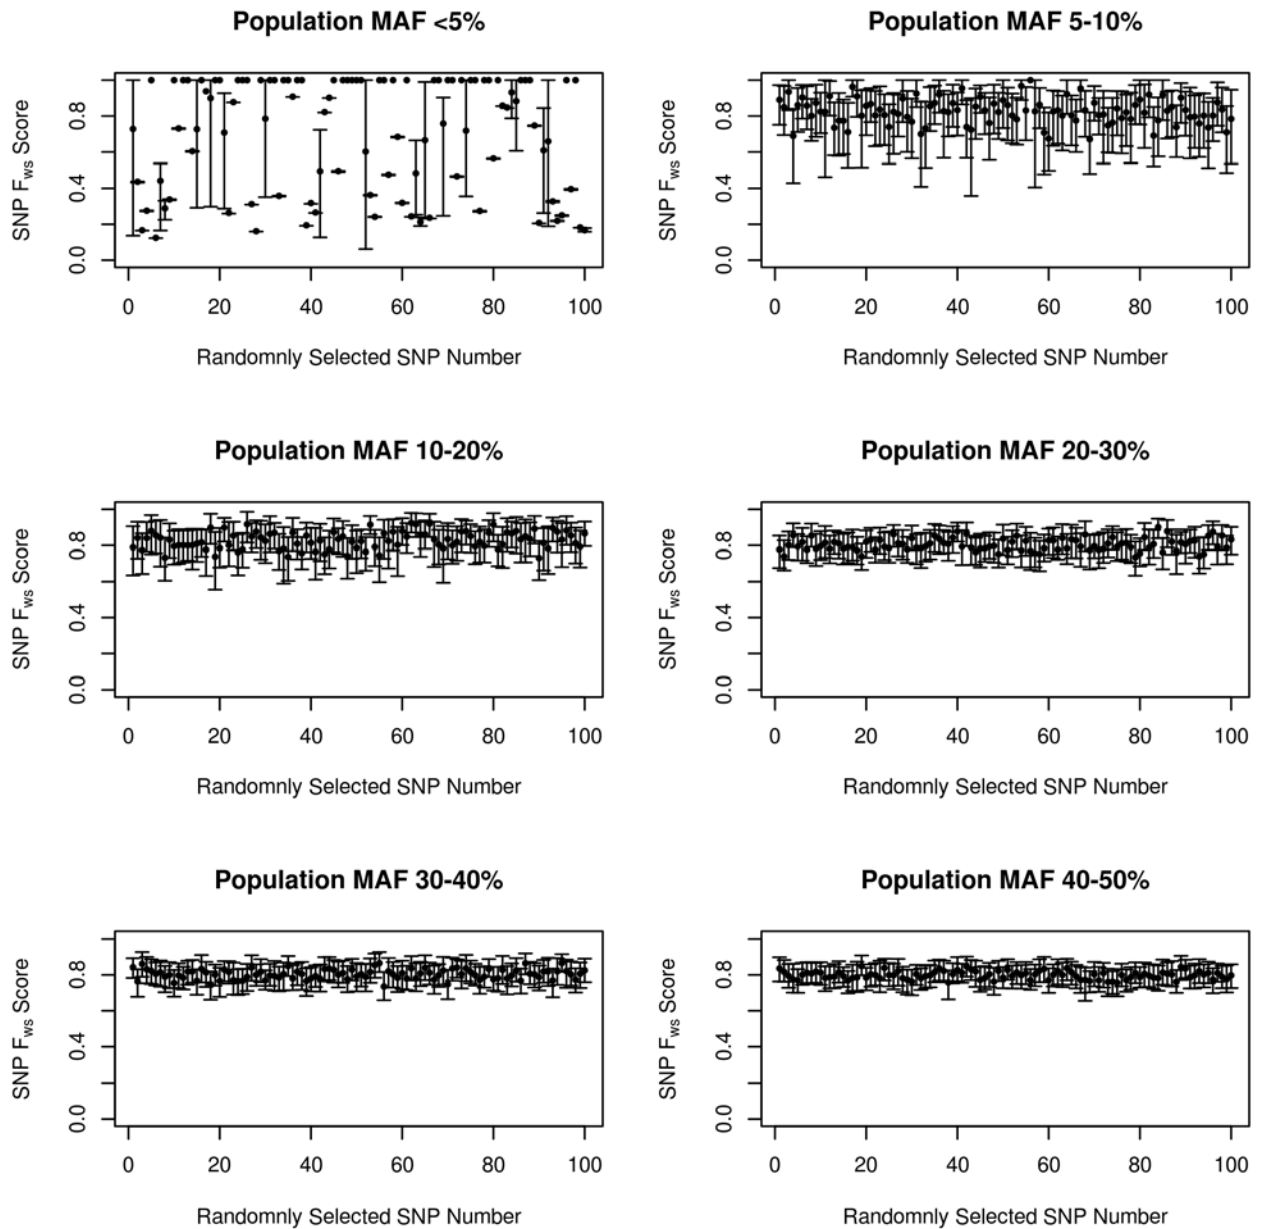 Population MAF <5%
SNP Fws Score
0.0 0.4 0.8
0 20 40 60 80 100
Randomnly Selected SNP Number
Population MAF 5-10%
SNP Fws Score
0.0 0.4 0.8
0 20 40 60 80 100
Randomnly Selected SNP Number
Population MAF 10-20%
SNP Fws Score
0.0 0.4 0.8
0 20 40 60 80 100
Randomnly Selected SNP Number
Population MAF 20-30%
SNP Fws Score
0.0 0.4 0.8
0 20 40 60 80 100
Randomnly Selected SNP Number
Population MAF 30-40%
SNP Fws Score
0.0 0.4 0.8
0 20 40 60 80 100
Randomnly Selected SNP Number
Population MAF 40-50%
SNP Fws Score
0.0 0.4 0.8
0 20 40 60 80 100
Randomnly Selected SNP Number